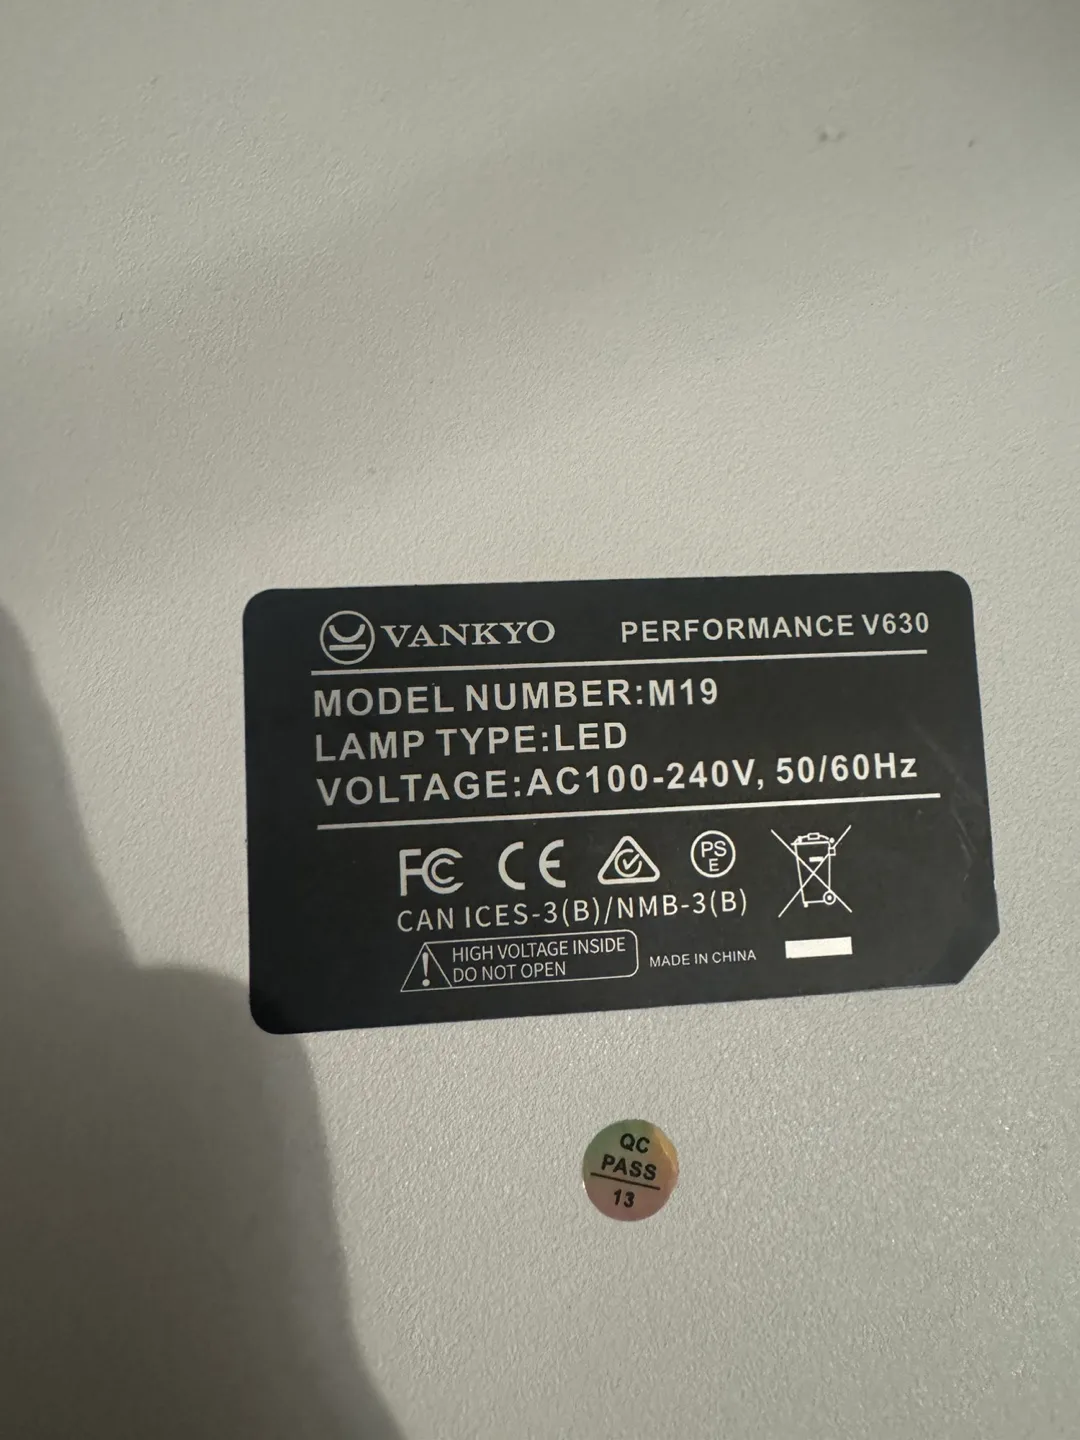 VANKYO PERFORMANCE V630
MODEL NUMBER:M19
LAMP TYPE:LED
VOLTAGE:AC100-240V, 50/60Hz
FC CE PS E
CAN ICES-3(B)/NMB-3(B)
HIGH VOLTAGE INSIDE
DO NOT OPEN
MADE IN CHINA
QC
PASS
13